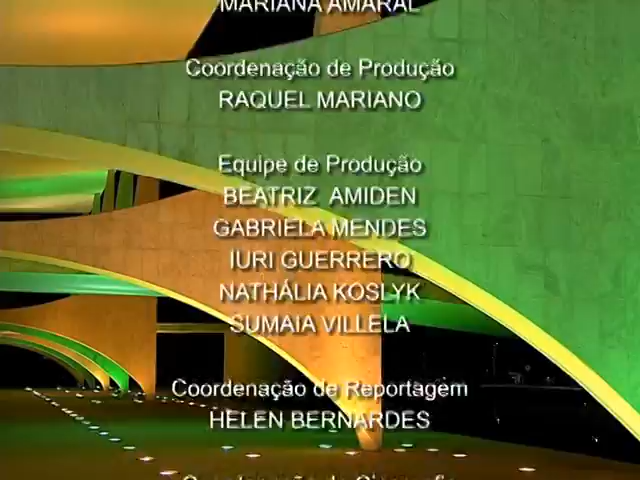 MARIANA AMARAL
Coordenação de Produção
RAQUEL MARIANO
Equipe de Produção
BEATRIZ AMIDEN
GABRIELA MENDES
IURI GUERRERO
NATHÁLIA KOSLYK
SUMAIA VILLELA
Coordenação de Reportagem
HELEN BERNARDES